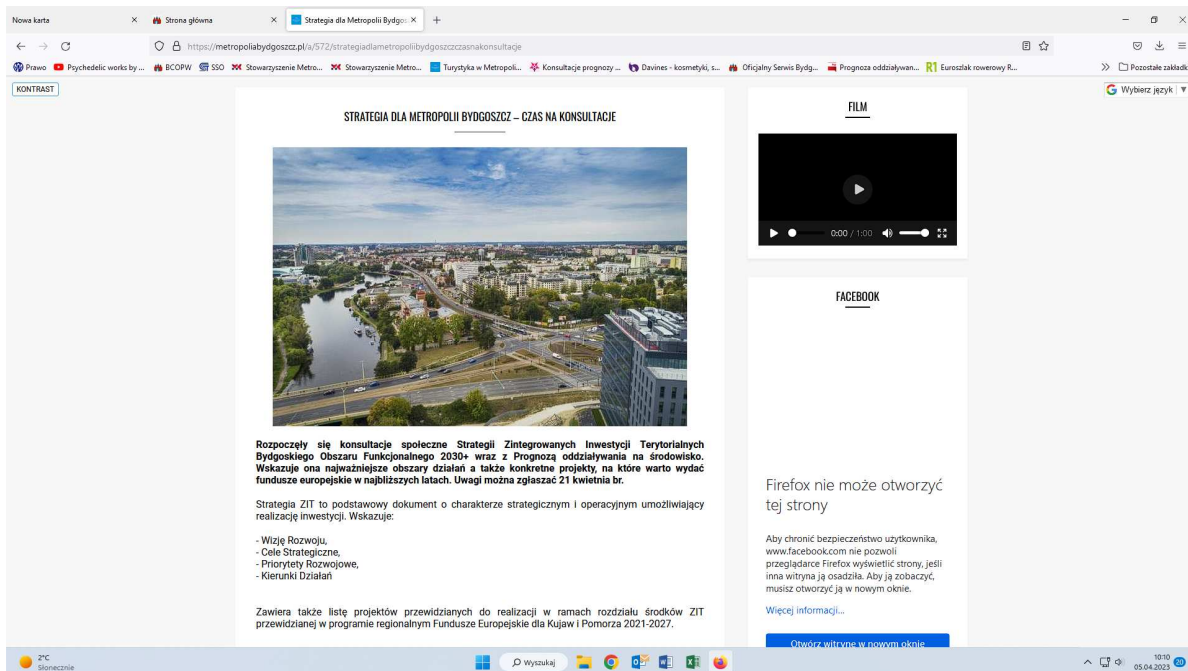 Nowa karta
Strona główna
Strategia dla Metropolii Bydgos
https://metropoliabydgoszcz.pl/a/572/strategiadlametropoliibydgoszczczasnakonsultacje
Prawo
Psychedelic works by ...
BCOPW
SSO
Stowarzyszenie Metro...
Stowarzyszenie Metro...
Turystyka w Metropoli...
Konsultacje prognozy ...
Davines - kosmetyki, s...
Oficjalny Serwis Bydg...
Prognoza oddziaływan...
R1 Euroszlak rowerowy R...
Pozostałe zakładk
KONTRAST
Wybierz język
STRATEGIA DLA METROPOLII BYDGOSZCZ – CZAS NA KONSULTACJE
Rozpoczęły się konsultacje społeczne Strategii Zintegrowanych Inwestycji Terytorialnych
Bydgoskiego Obszaru Funkcjonalnego 2030+ wraz z Prognozą oddziaływania na środowisko.
Wskazuje ona najważniejsze obszary działań a także konkretne projekty, na które warto wydać
fundusze europejskie w najbliższych latach. Uwagi można zgłaszać 21 kwietnia br.
Strategia ZIT to podstawowy dokument o charakterze strategicznym i operacyjnym umożliwiający
realizację inwestycji. Wskazuje:
- Wizję Rozwoju,
- Cele Strategiczne,
- Priorytety Rozwojowe,
- Kierunki Działań
Zawiera także listę projektów przewidzianych do realizacji w ramach rozdziału środków ZIT
przewidzianej w programie regionalnym Fundusze Europejskie dla Kujaw i Pomorza 2021-2027.
FILM
0:00 / 1:00
FACEBOOK
Firefox nie może otworzyć
tej strony
Aby chronić bezpieczeństwo użytkownika,
www.facebook.com nie pozwoli
przeglądarce Firefox wyświetlić strony, jeśli
inna witryna ją osadziła. Aby ją zobaczyć,
musisz otworzyć ją w nowym oknie.
Więcej informacji...
Otwórz witrynę w nowym oknie
2°C
Słonecznie
Wyszukaj
10:10
05.04.2023
20